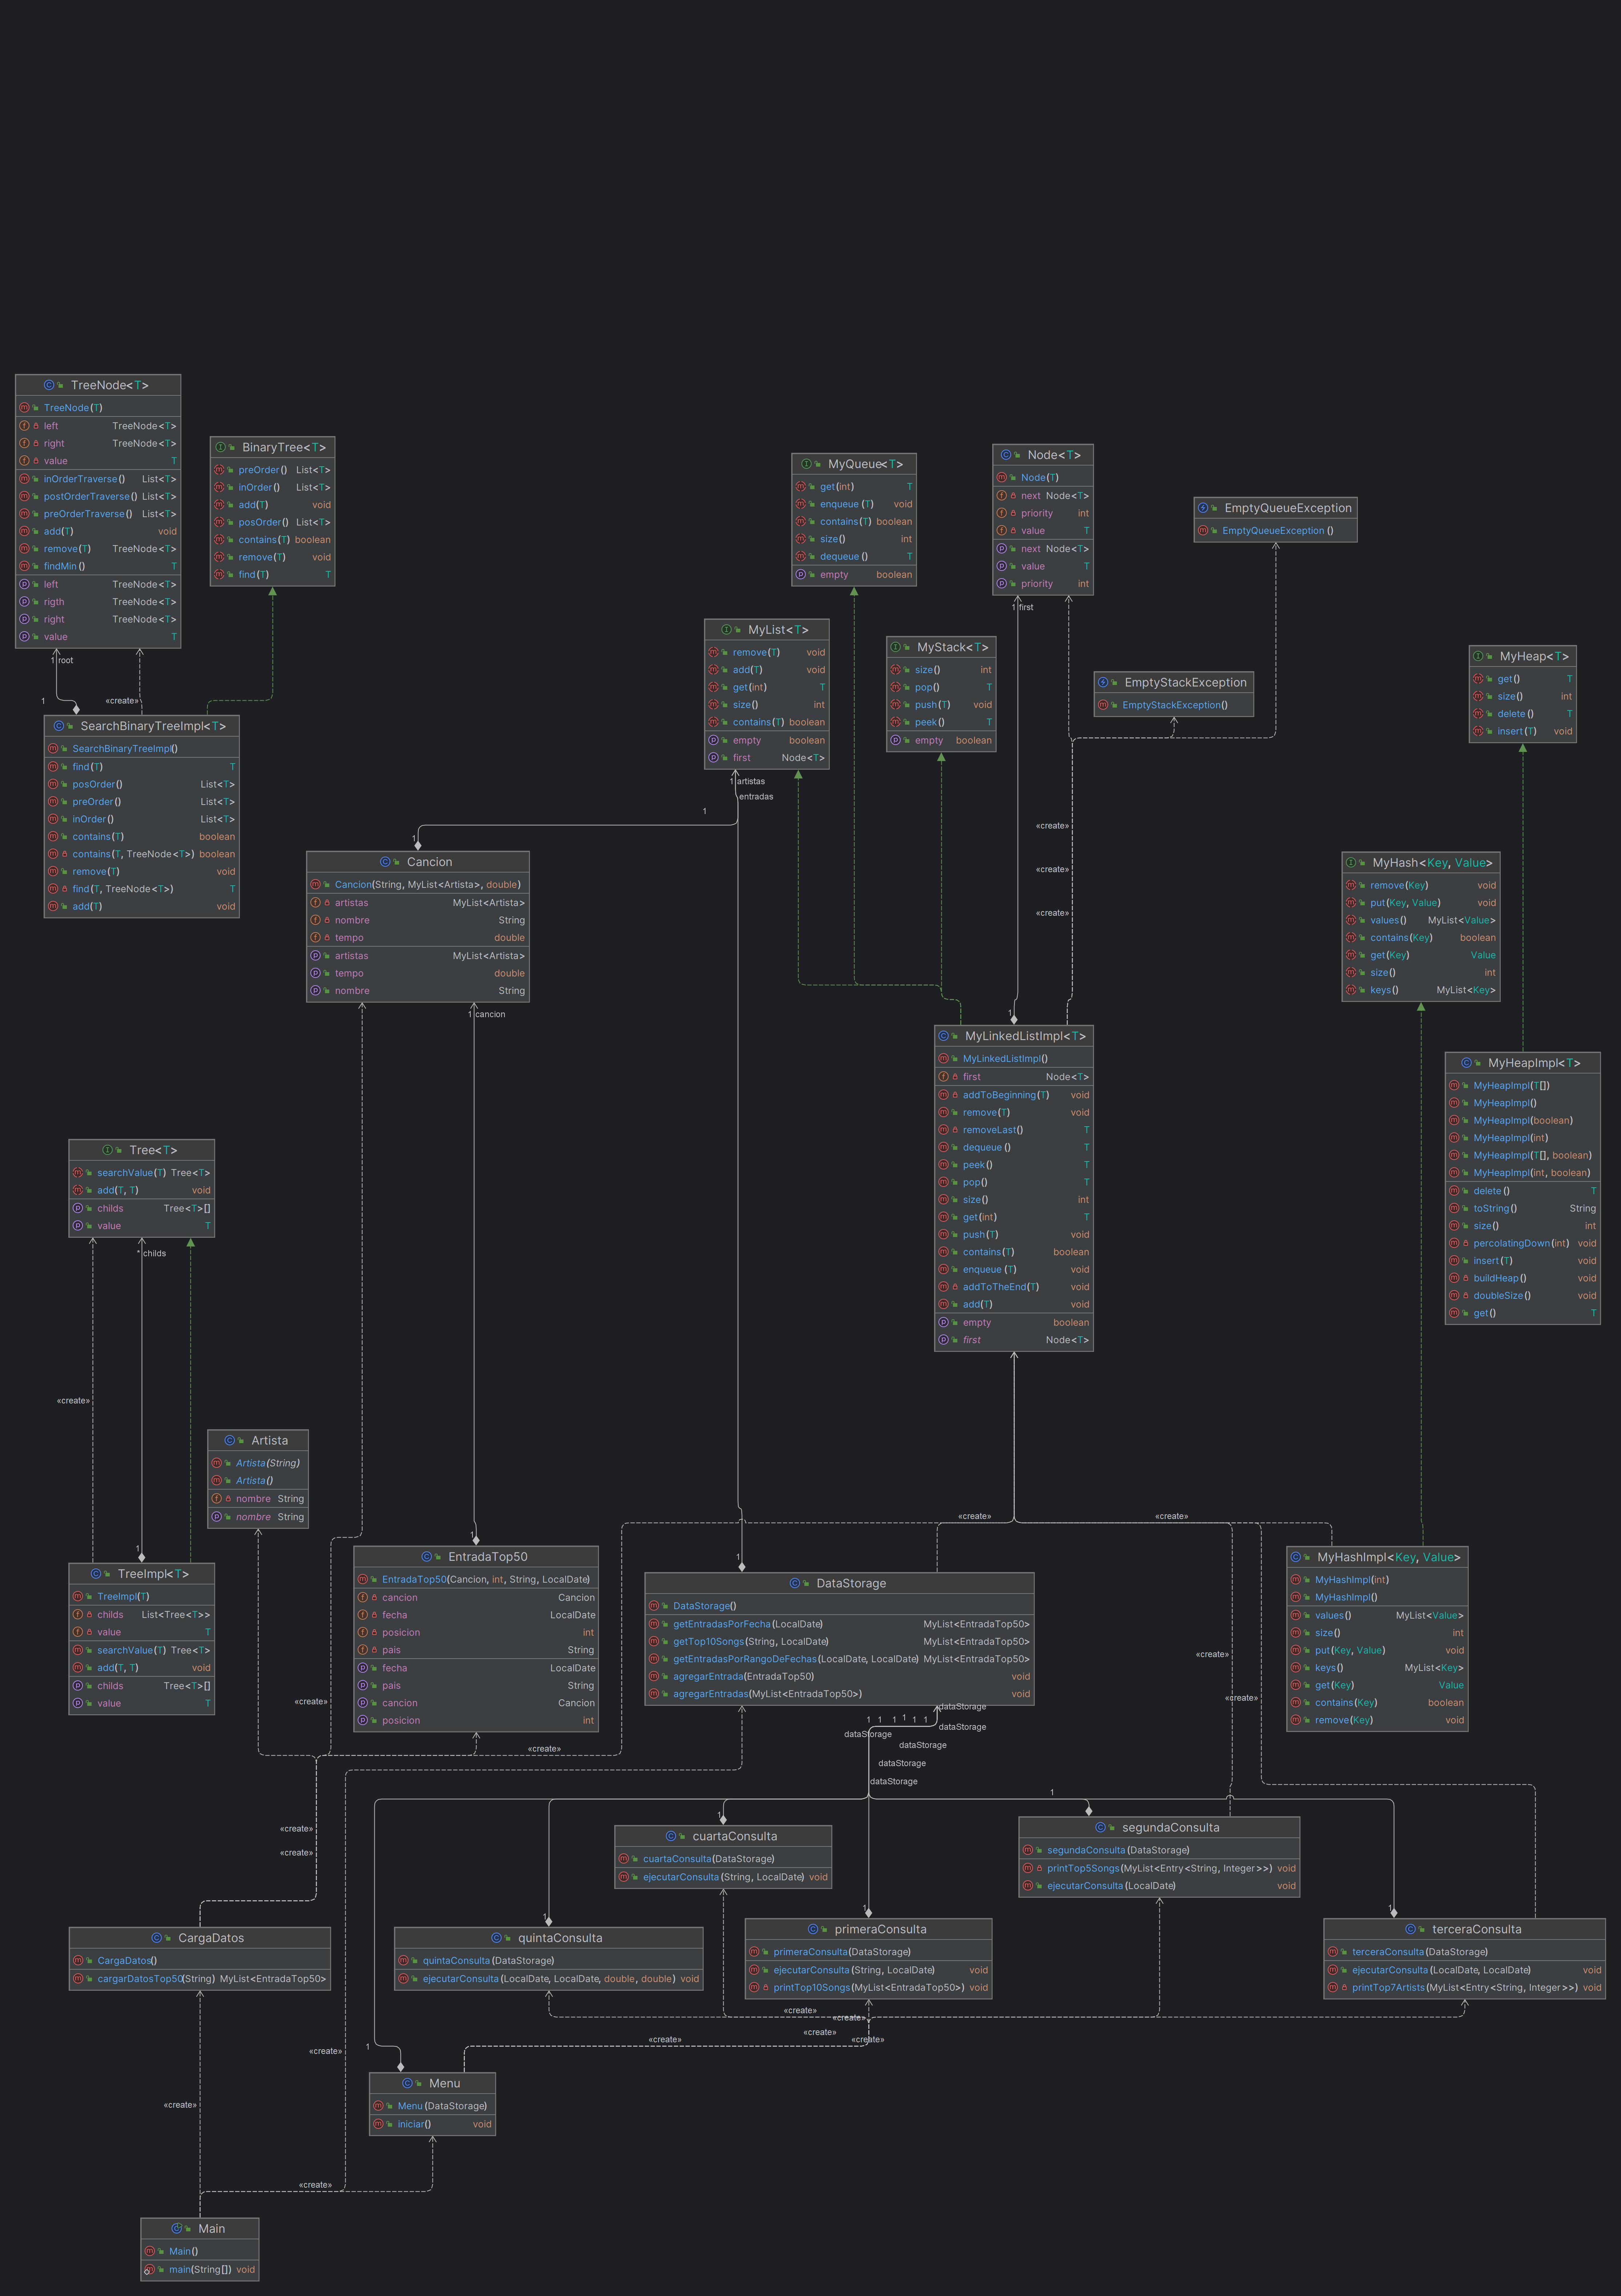 TreeNode<T>
TreeNode(T)
left TreeNode<T>
right TreeNode<T>
value T
inOrderTraverse() List<T>
postOrderTraverse() List<T>
preOrderTraverse() List<T>
add(T) void
remove(T) TreeNode<T>
findMin() T
left TreeNode<T>
rigth TreeNode<T>
right TreeNode<T>
value T
BinaryTree<T>
preOrder() List<T>
inOrder() List<T>
add(T) void
posOrder() List<T>
contains(T) boolean
remove(T) void
find(T) T
MyQueue<T>
get(int) T
enqueue (T) void
contains(T) boolean
size() int
dequeue () T
empty boolean
Node<T>
Node(T)
next Node<T>
priority int
value T
next Node<T>
value T
priority int
EmptyQueueException
EmptyQueueException ()
1 first
MyList<T>
remove(T) void
add(T) void
get(int) T
size() int
contains(T) boolean
empty boolean
first Node<T>
MyStack<T>
size() int
pop() T
push(T) void
peek() T
empty boolean
EmptyStackException
EmptyStackException()
MyHeap<T>
get() T
size() int
delete () T
insert(T) void
1 root
1
«create»
SearchBinaryTreeImpl<T>
SearchBinaryTreeImpl()
find(T) T
posOrder() List<T>
preOrder() List<T>
inOrder() List<T>
contains(T) boolean
contains(T, TreeNode<T>) boolean
remove(T) void
find(T, TreeNode<T>) T
add(T) void
1 artistas
entradas
1
1
«create»
«create»
«create»
Cancion
Cancion(String, MyList<Artista>, double)
artistas MyList<Artista>
nombre String
tempo double
artistas MyList<Artista>
tempo double
nombre String
1 cancion
MyHash<Key, Value>
remove(Key) void
put(Key, Value) void
values() MyList<Value>
contains(Key) boolean
get(Key) Value
size() int
keys() MyList<Key>
1
MyLinkedListImpl<T>
MyLinkedListImpl()
first Node<T>
addToBeginning(T) void
remove(T) void
removeLast() T
dequeue () T
peek() T
pop() T
size() int
get(int) T
push(T) void
contains(T) boolean
enqueue (T) void
addToTheEnd(T) void
add(T) void
empty boolean
first Node<T>
MyHeapImpl<T>
MyHeapImpl(T[])
MyHeapImpl()
MyHeapImpl(boolean)
MyHeapImpl(int)
MyHeapImpl(T[], boolean)
MyHeapImpl(int, boolean)
delete () T
toString() String
size() int
percolatingDown(int) void
insert(T) void
buildHeap() void
doubleSize() void
get() T
Tree<T>
searchValue(T) Tree<T>
add(T, T) void
childs Tree<T>[]
value T
* childs
«create»
1
Artista
Artista(String)
Artista()
nombre String
nombre String
TreeImpl<T>
TreeImpl(T)
childs List<Tree<T>>
value T
searchValue(T) Tree<T>
add(T, T) void
childs Tree<T>[]
value T
1
EntradaTop50
EntradaTop50(Cancion, int, String, LocalDate)
cancion Cancion
fecha LocalDate
posicion int
pais String
fecha LocalDate
pais String
cancion Cancion
posicion int
«create»
«create»
1
DataStorage
DataStorage()
getEntradasPorFecha(LocalDate) MyList<EntradaTop50>
getTop10Songs(String, LocalDate) MyList<EntradaTop50>
getEntradasPorRangoDeFechas(LocalDate, LocalDate) MyList<EntradaTop50>
agregarEntrada(EntradaTop50) void
agregarEntradas(MyList<EntradaTop50>) void
MyHashImpl<Key, Value>
MyHashImpl(int)
MyHashImpl()
values() MyList<Value>
size() int
put(Key, Value) void
keys() MyList<Key>
get(Key) Value
contains(Key) boolean
remove(Key) void
«create»
«create»
«create»
«create»
«create»
«create»
dataStorage
1 1 1 1 1 1
dataStorage
dataStorage
dataStorage
dataStorage
dataStorage
1
1
cuartaConsulta
cuartaConsulta(DataStorage)
ejecutarConsulta(String, LocalDate) void
segundaConsulta
segundaConsulta(DataStorage)
printTop5Songs(MyList<Entry<String, Integer>>) void
ejecutarConsulta(LocalDate) void
1
1
1
CargaDatos
CargaDatos()
cargarDatosTop50(String) MyList<EntradaTop50>
quintaConsulta
quintaConsulta(DataStorage)
ejecutarConsulta(LocalDate, LocalDate, double, double) void
primeraConsulta
primeraConsulta(DataStorage)
ejecutarConsulta(String, LocalDate) void
printTop10Songs(MyList<EntradaTop50>) void
terceraConsulta
terceraConsulta(DataStorage)
ejecutarConsulta(LocalDate, LocalDate) void
printTop7Artists(MyList<Entry<String, Integer>>) void
«create»
«create»
«create»
«create»
«create»
«create»
1
Menu
Menu(DataStorage)
iniciar() void
«create»
«create»
Main
Main()
main(String[]) void